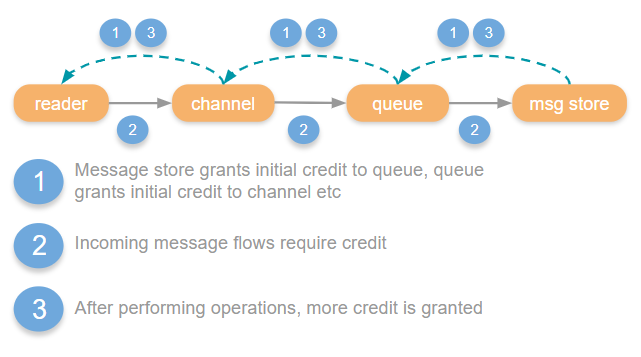 1 3 1 3 1 3
reader channel queue msg store
2 2 2
1 Message store grants initial credit to queue, queue
grants initial credit to channel etc
2 Incoming message flows require credit
3 After performing operations, more credit is granted